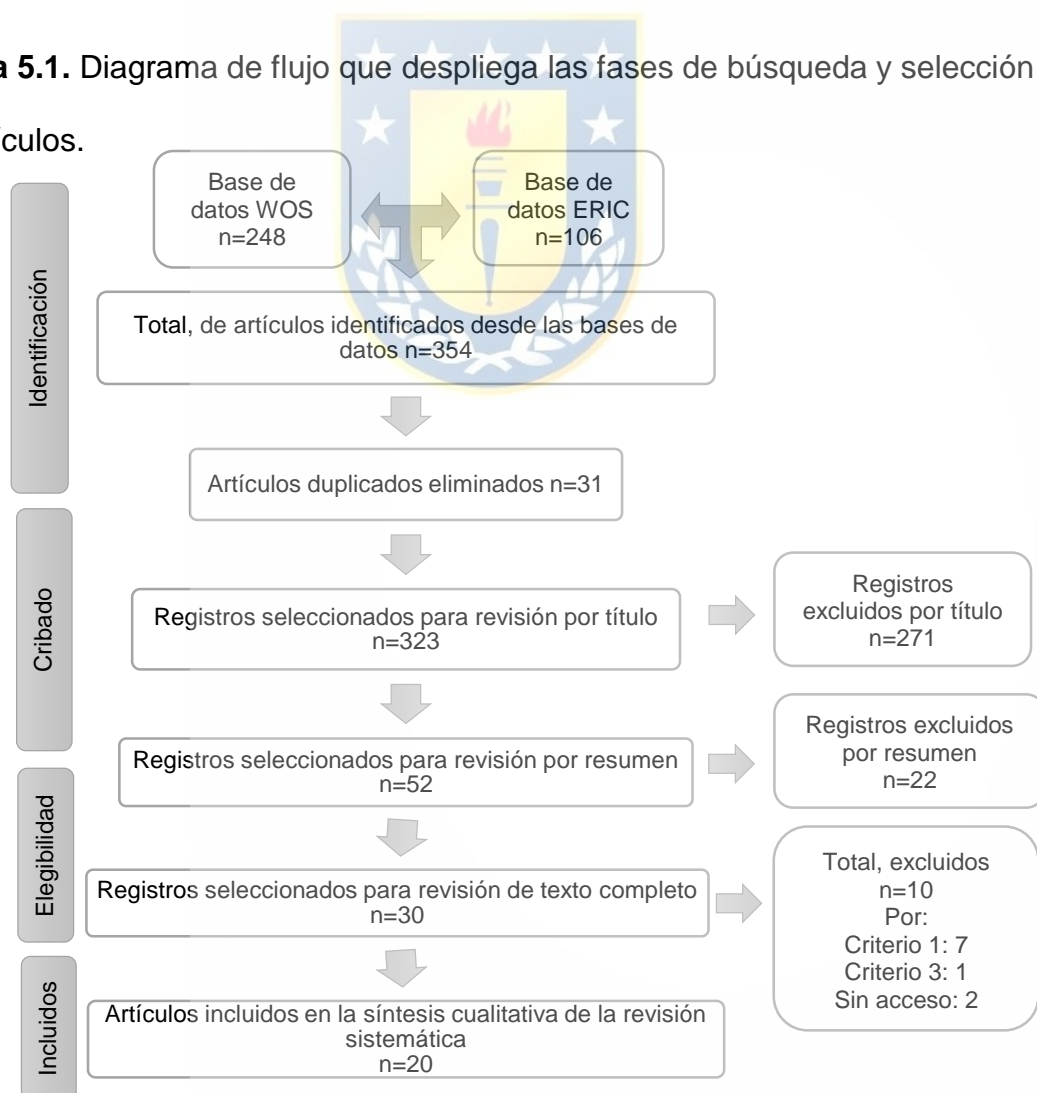 a 5.1. Diagrama de flujo que despliega las fases de búsqueda y selección
ículos.
Identificación
Base de
datos WOS
n=248
Base de
datos ERIC
n=106
Total, de artículos identificados desde las bases de
datos n=354
Artículos duplicados eliminados n=31
Cribado
Registros seleccionados para revisión por título
n=323
Registros
excluidos por título
n=271
Registros seleccionados para revisión por resumen
n=52
Registros excluidos
por resumen
n=22
Elegibilidad
Registros seleccionados para revisión de texto completo
n=30
Total, excluidos
n=10
Por:
Criterio 1: 7
Criterio 3: 1
Sin acceso: 2
Incluidos
Artículos incluidos en la síntesis cualitativa de la revisión
sistemática
n=20